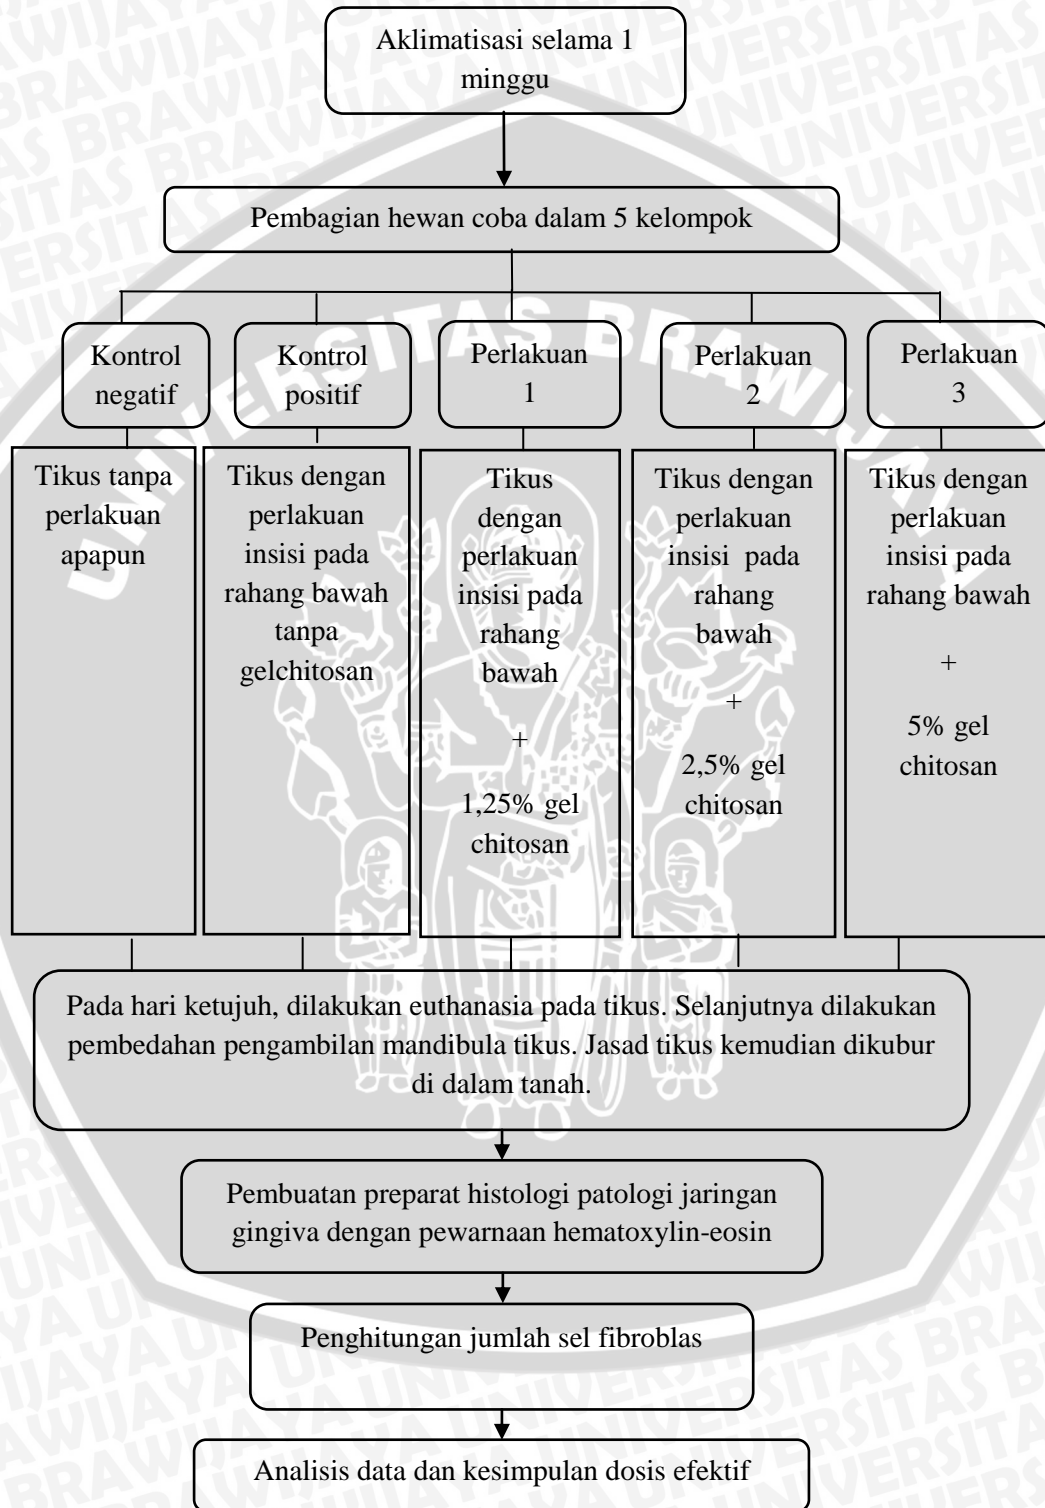 Aklimatisasi selama 1
minggu
Pembagian hewan coba dalam 5 kelompok
Kontrol
negatif
Kontrol
positif
Perlakuan
1
Perlakuan
2
Perlakuan
3
Tikus tanpa
perlakuan
apapun
Tikus dengan
perlakuan
insisi pada
rahang bawah
tanpa
gelchitosan
Tikus
dengan
perlakuan
insisi pada
rahang
bawah
+
1,25% gel
chitosan
Tikus dengan
perlakuan
insisi  pada
rahang
bawah
+
2,5% gel
chitosan
Tikus dengan
perlakuan
insisi pada
rahang bawah
+
5% gel
chitosan
Pada hari ketujuh, dilakukan euthanasia pada tikus. Selanjutnya dilakukan
pembedahan pengambilan mandibula tikus. Jasad tikus kemudian dikubur
di dalam tanah.
Pembuatan preparat histologi patologi jaringan
gingiva dengan pewarnaan hematoxylin-eosin
Penghitungan jumlah sel fibroblas
Analisis data dan kesimpulan dosis efektif
UNIVERSITAS BRAWIJAYA